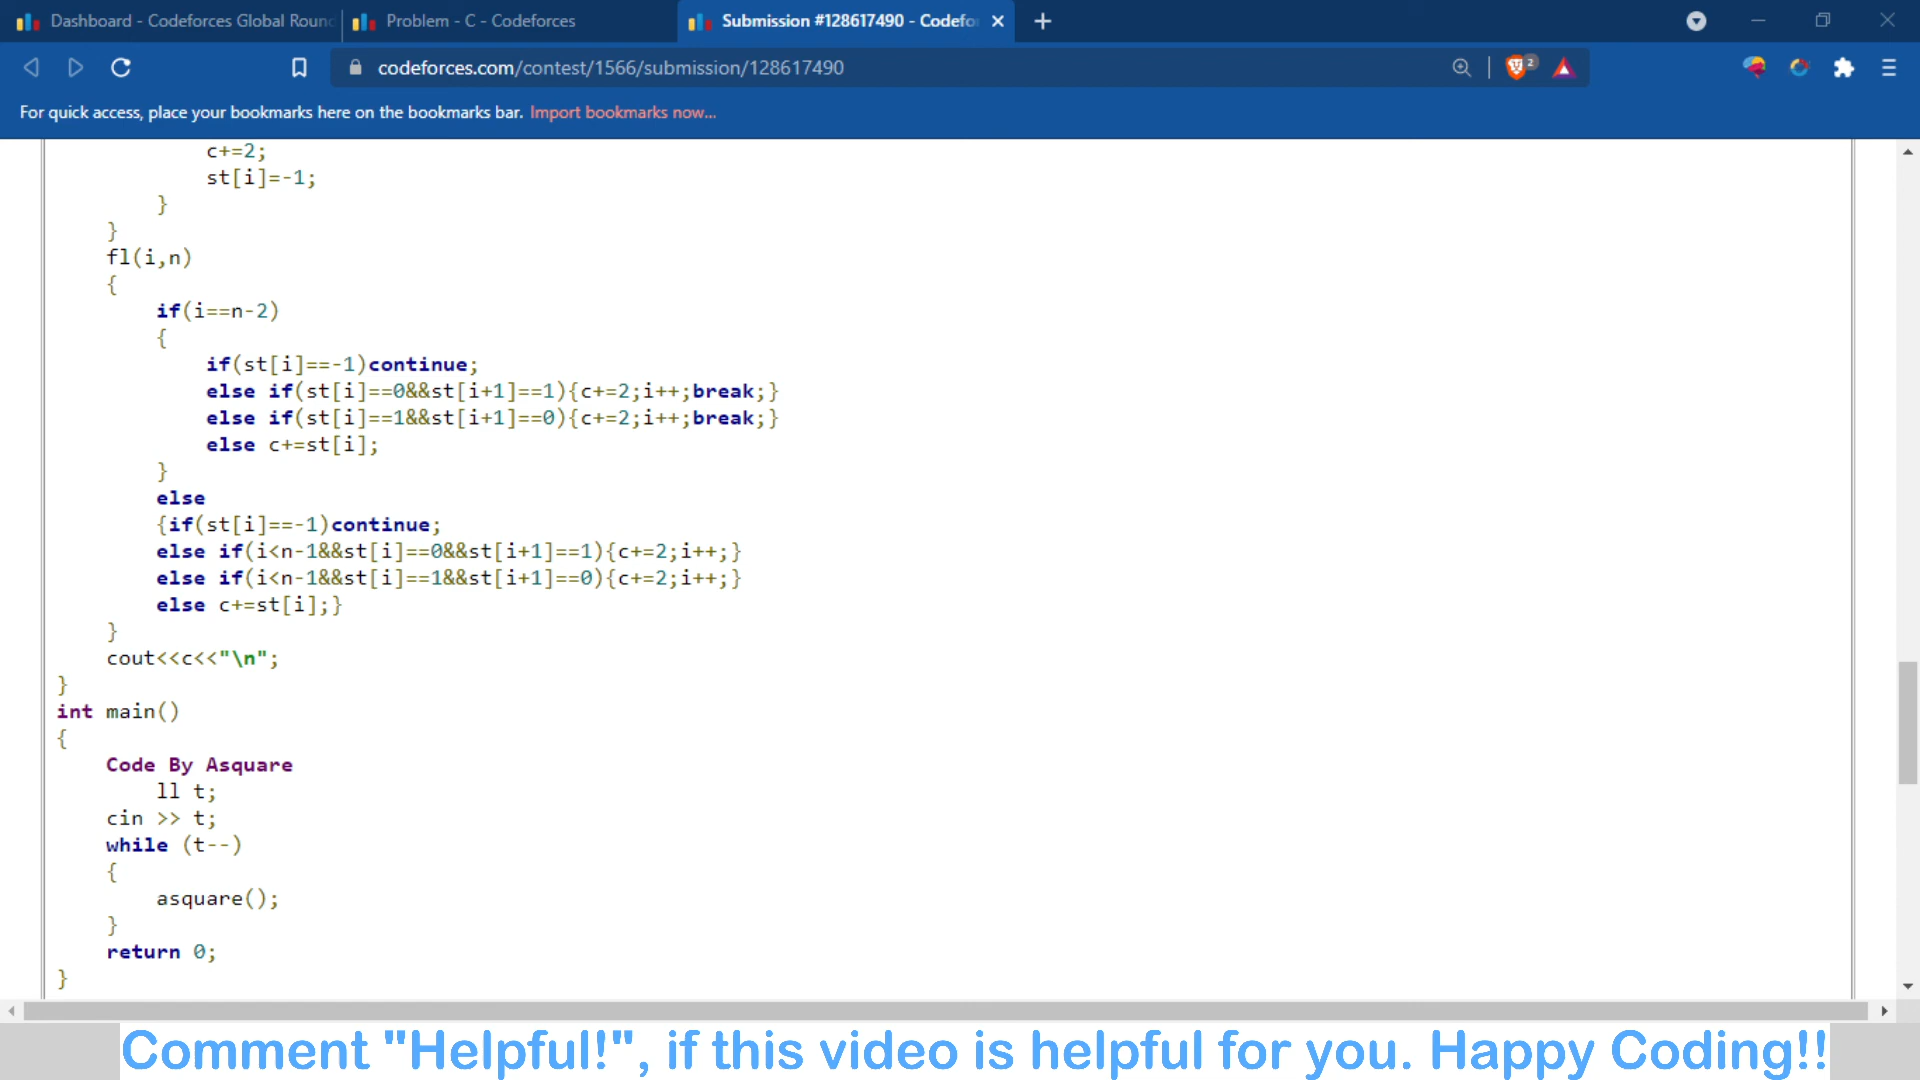 Dashboard - Codeforces Global Roun
Problem - C - Codeforces
Submission #128617490 - Codefo
codeforces.com/contest/1566/submission/128617490
2
For quick access, place your bookmarks here on the bookmarks bar. Import bookmarks now...
c+=2;
st[i]=-1;
}
}
fl(i,n)
{
if(i==n-2)
{
if(st[i]==-1)continue;
else if(st[i]==0&&st[i+1]==1){c+=2;i++;break;}
else if(st[i]==1&&st[i+1]==0){c+=2;i++;break;}
else c+=st[i];
}
else
{if(st[i]==-1)continue;
else if(i<n-1&&st[i]==0&&st[i+1]==1){c+=2;i++;}
else if(i<n-1&&st[i]==1&&st[i+1]==0){c+=2;i++;}
else c+=st[i];}
}
cout<<c<<"\n";
}
int main()
{
Code By Asquare
ll t;
cin >> t;
while (t--)
{
asquare();
}
return 0;
}
Comment "Helpful!", if this video is helpful for you. Happy Coding!!